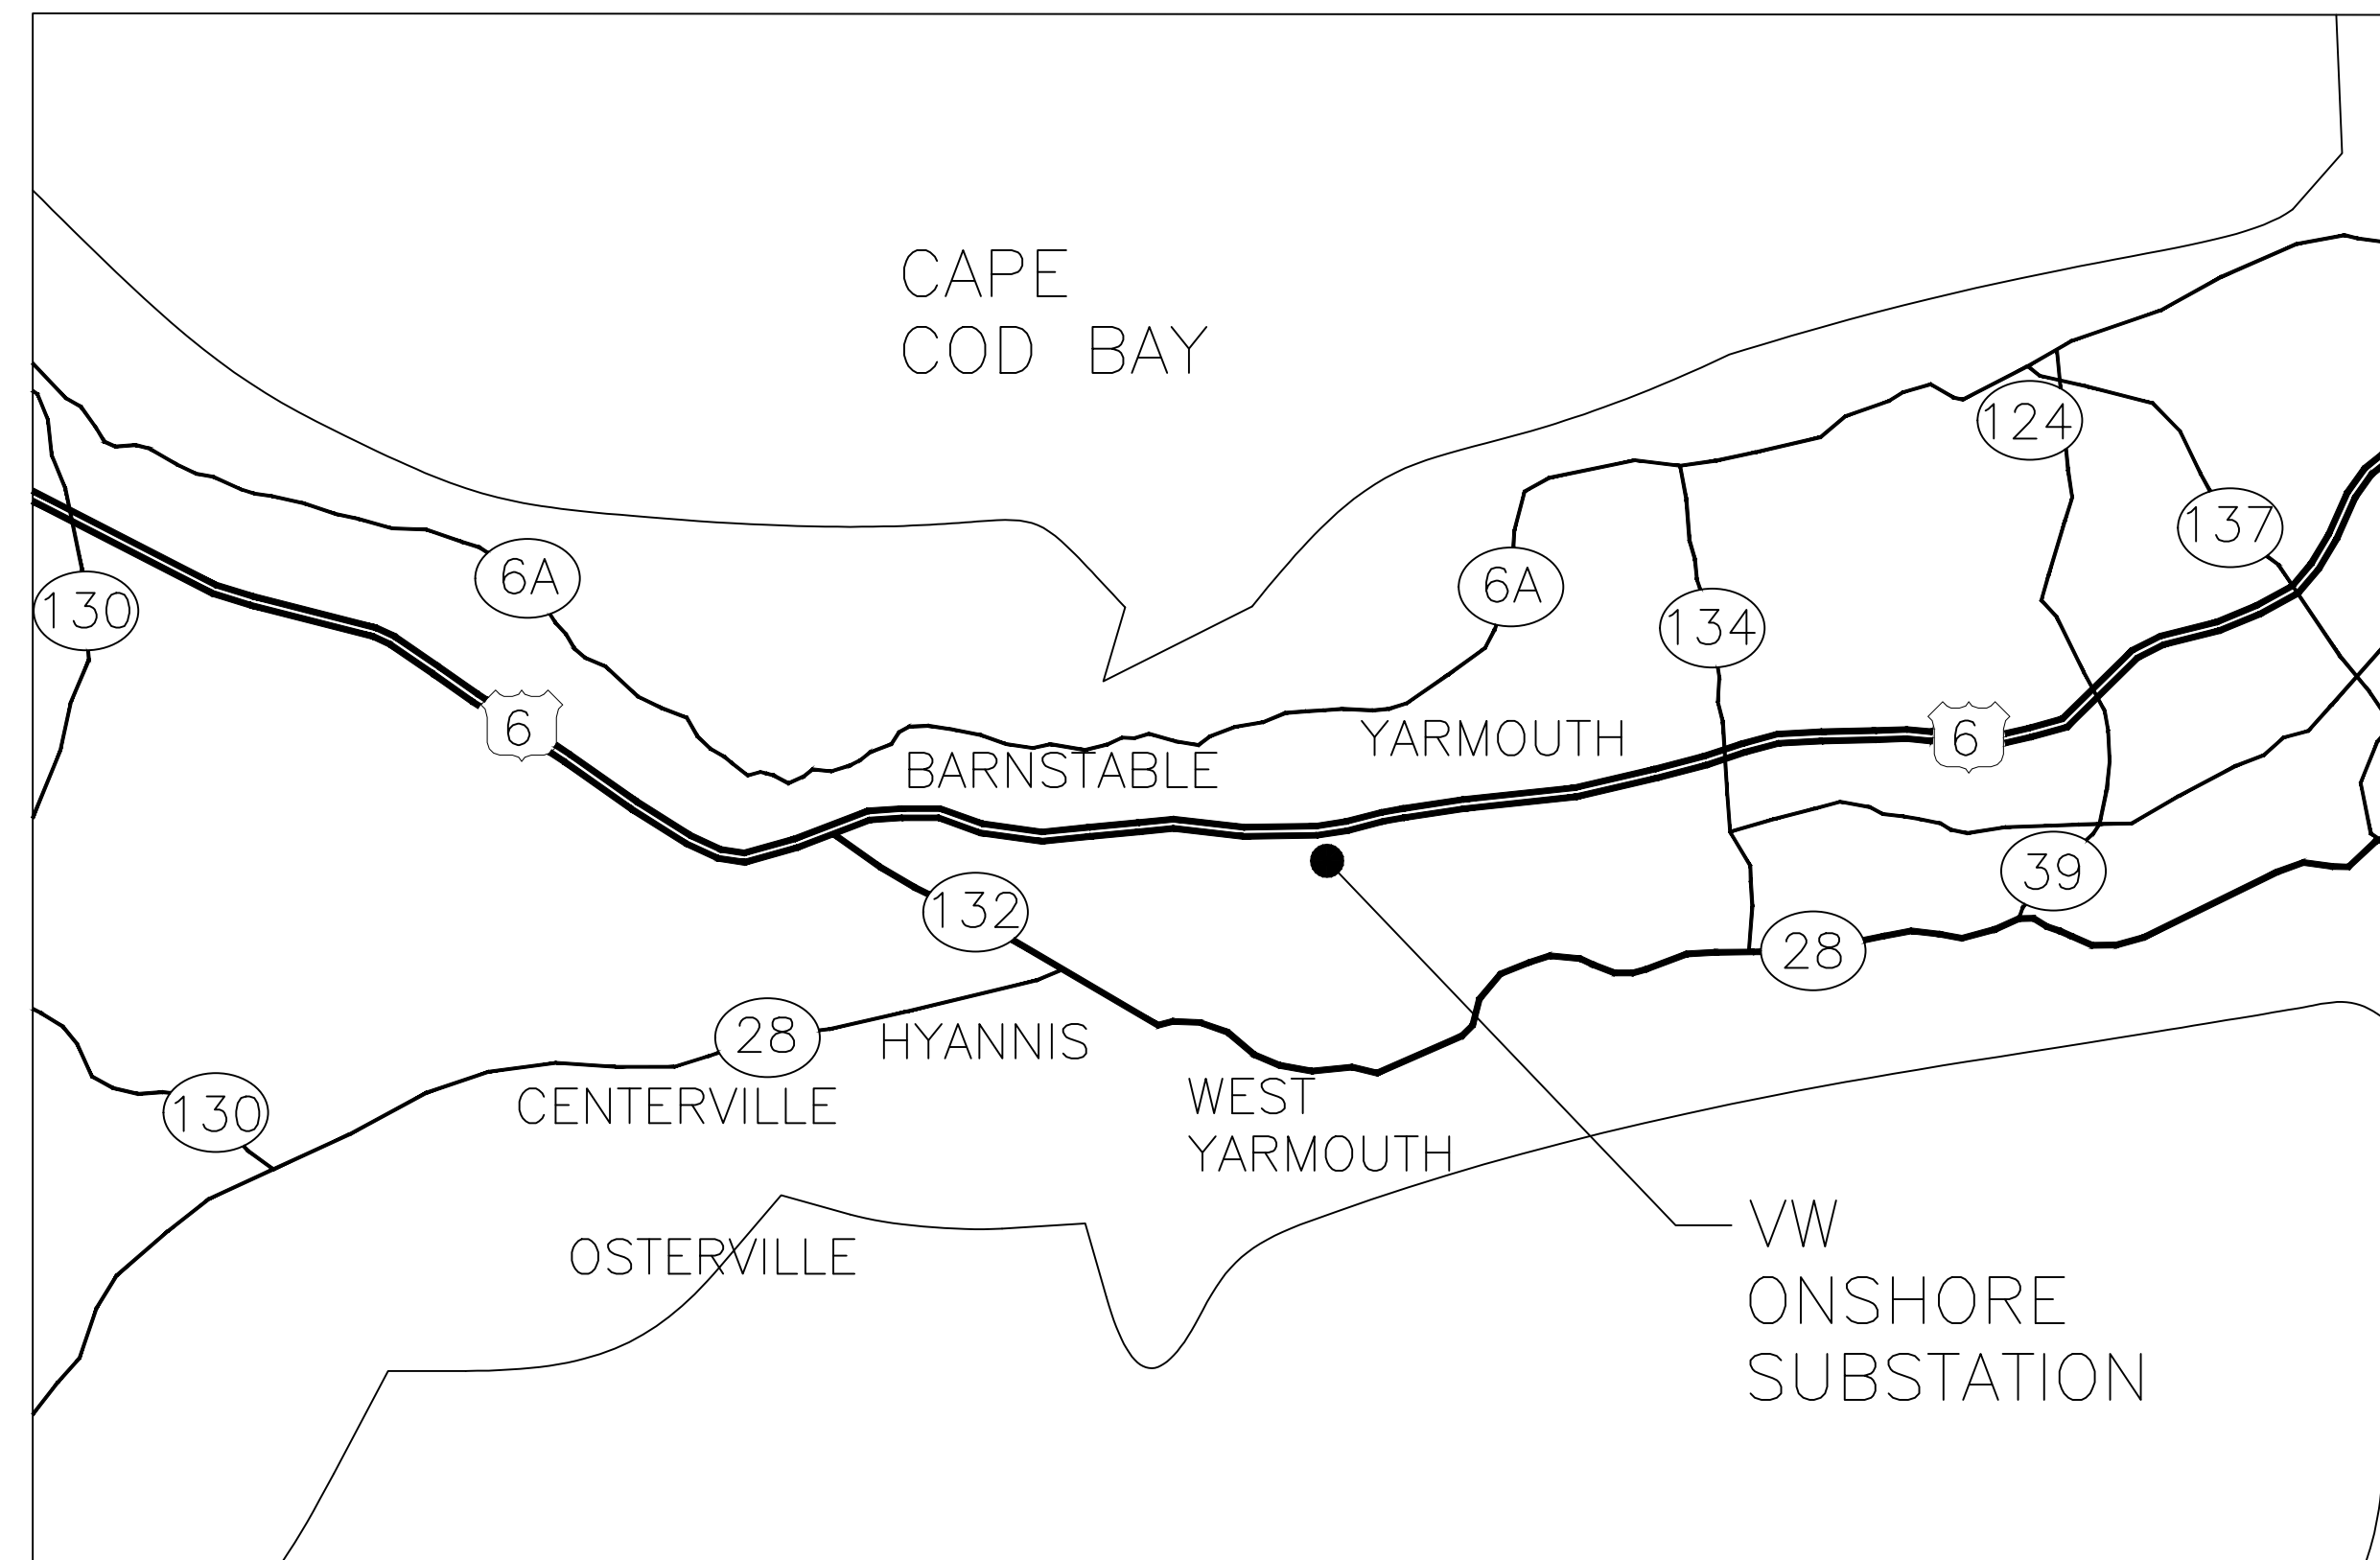 CAPE
COD BAY
124
137
6A
6A
130
134
6
YARMOUTH
6
BARNSTABLE
39
132
28
28
HYANNIS
CENTERVILLE
130
WEST
YARMOUTH
OSTERVILLE
VW
ONSHORE
SUBSTATION